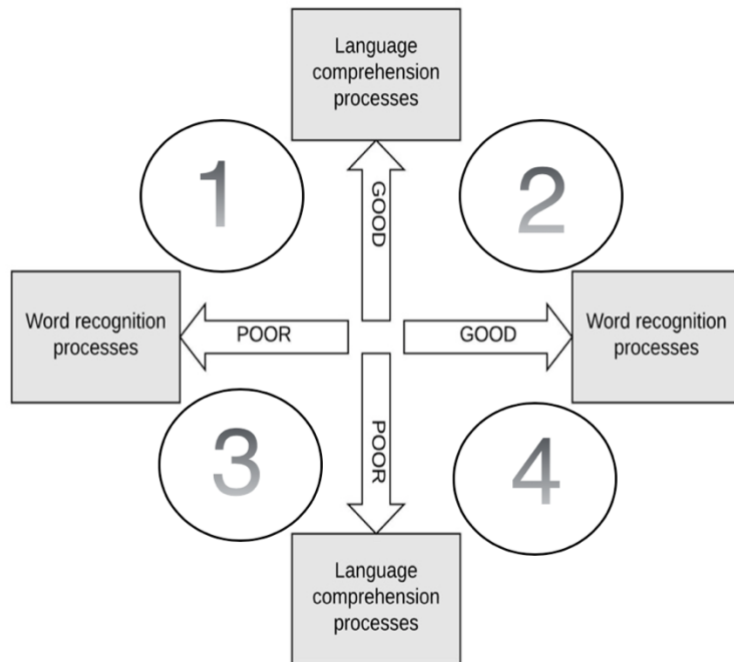 Language
comprehension
processes
1
2
GOOD
Word recognition
processes
POOR
GOOD
Word recognition
processes
3
4
POOR
Language
comprehension
processes